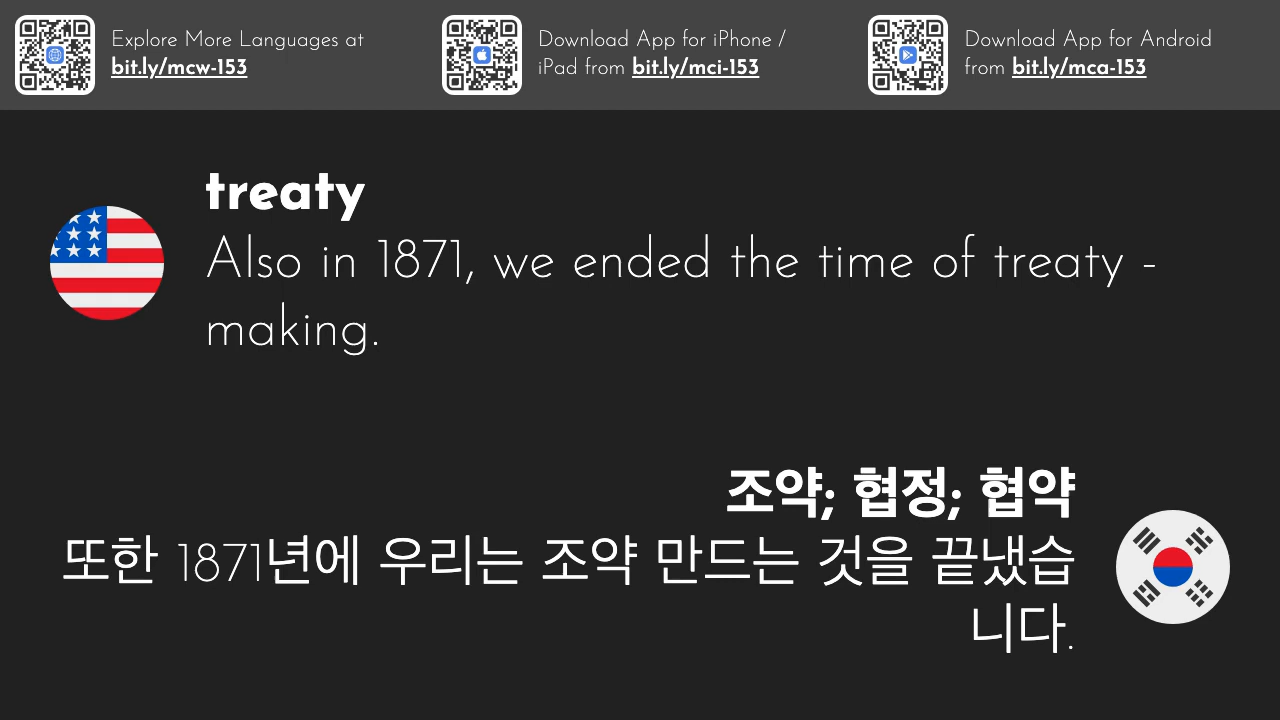 Explore More Languages at
bit.ly/mcw-153
Download App for iPhone /
iPad from bit.ly/mci-153
Download App for Android
from bit.ly/mca-153
treaty
Also in 1871, we ended the time of treaty -
making.
조약; 협정; 협약
또한 1871년에 우리는 조약 만드는 것을 끝냈습
니다.